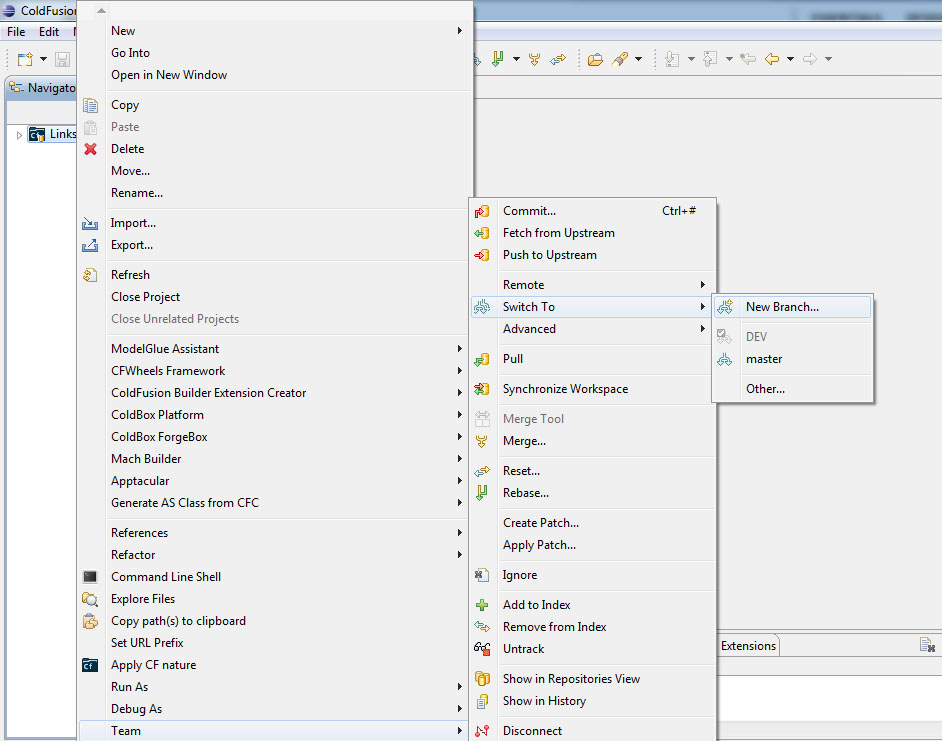 ColdFusion
File Edit
Navigato
Links
New
Go Into
Open in New Window
Copy
Paste
Delete
Move...
Rename...
Import...
Export...
Refresh
Close Project
Close Unrelated Projects
ModelGlue Assistant
CFWheels Framework
ColdFusion Builder Extension Creator
ColdBox Platform
ColdBox ForgeBox
Mach Builder
Apptacular
Generate AS Class from CFC
References
Refactor
Command Line Shell
Explore Files
Copy path(s) to clipboard
Set URL Prefix
Apply CF nature
Run As
Debug As
Team
Commit... Ctrl+#
Fetch from Upstream
Push to Upstream
Remote
Switch To
Advanced
Pull
Synchronize Workspace
Merge Tool
Merge...
Reset...
Rebase...
Create Patch...
Apply Patch...
Ignore
Add to Index
Remove from Index
Untrack
Show in Repositories View
Show in History
Disconnect
New Branch...
DEV
master
Other...
Extensions